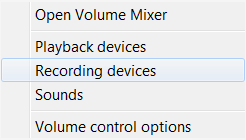 Open Volume Mixer
Playback devices
Recording devices
Sounds
Volume control options